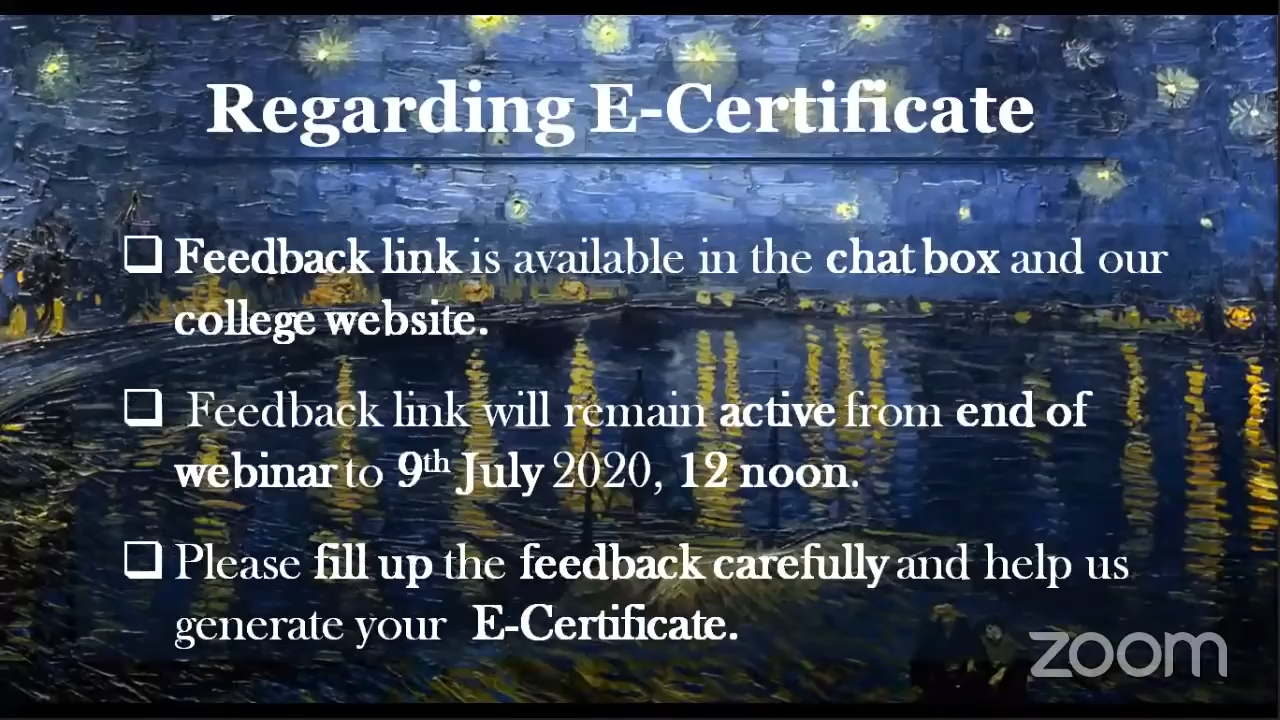 Regarding E-Certificate
❑ Feedback link is available in the chat box and our
college website.
❑ Feedback link will remain active from end of
webinar to 9th July 2020, 12 noon.
❑ Please fill up the feedback carefully and help us
generate your E-Certificate.
zoom